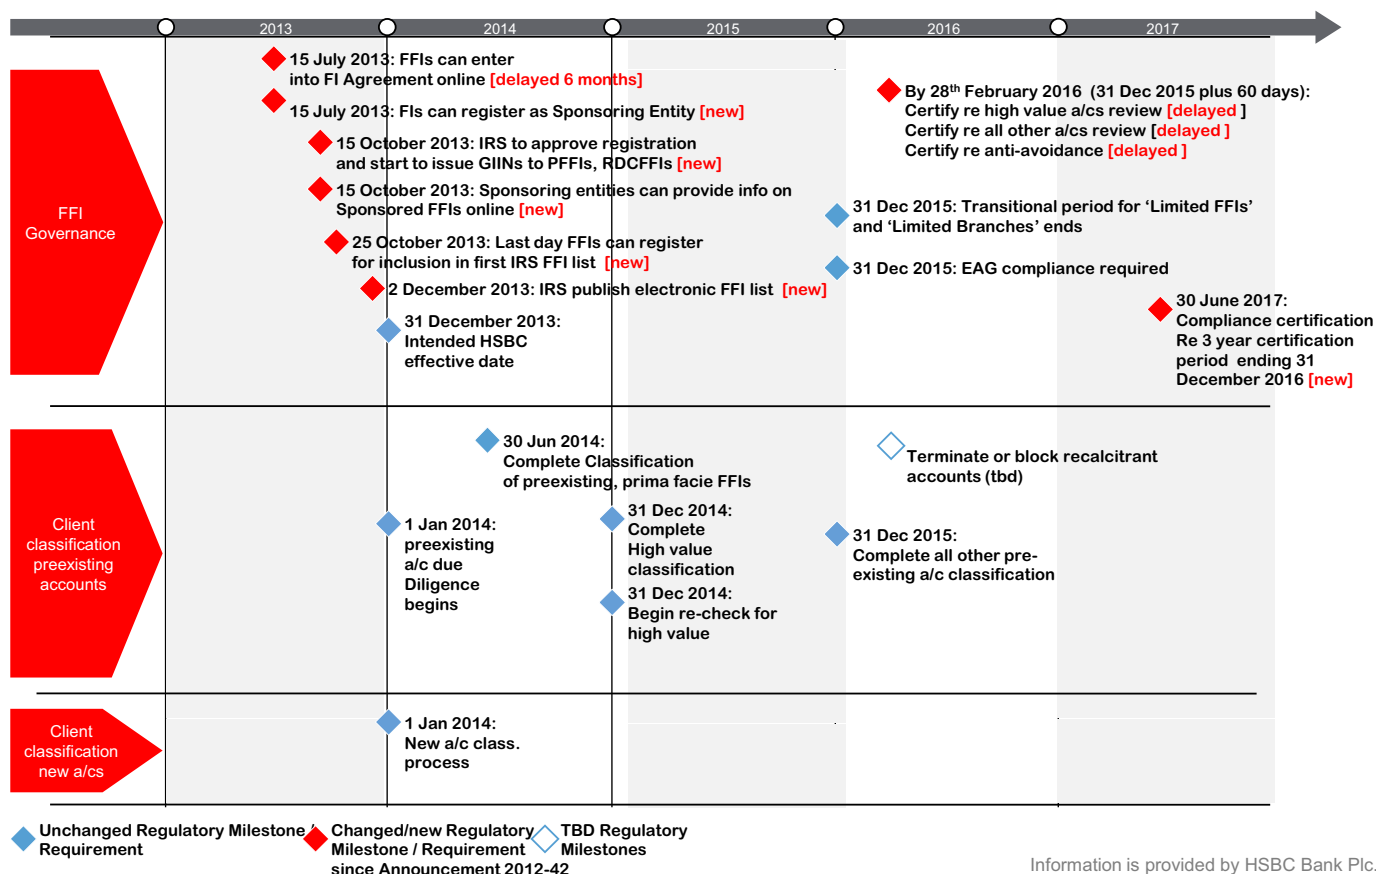 2013
2014
2015
2016
2017
FFI
Governance
15 July 2013: FFIs can enter
into FI Agreement online [delayed 6 months]
15 July 2013: FIs can register as Sponsoring Entity [new]
15 October 2013: IRS to approve registration
and start to issue GIINs to PFFIs, RDCFFIs [new]
15 October 2013: Sponsoring entities can provide info on
Sponsored FFIs online [new]
25 October 2013: Last day FFIs can register
for inclusion in first IRS FFI list [new]
2 December 2013: IRS publish electronic FFI list [new]
31 December 2013:
Intended HSBC
effective date
By 28th February 2016 (31 Dec 2015 plus 60 days):
Certify re high value a/cs review [delayed ]
Certify re all other a/cs review [delayed ]
Certify re anti-avoidance [delayed ]
31 Dec 2015: Transitional period for ‘Limited FFIs’
and ‘Limited Branches’ ends
31 Dec 2015: EAG compliance required
30 June 2017:
Compliance certification
Re 3 year certification
period ending 31
December 2016 [new]
Client
classification
preexisting
accounts
30 Jun 2014:
Complete Classification
of preexisting, prima facie FFIs
1 Jan 2014:
preexisting
a/c due
Diligence
begins
31 Dec 2014:
Complete
High value
classification
31 Dec 2014:
Begin re-check for
high value
Terminate or block recalcitrant
accounts (tbd)
31 Dec 2015:
Complete all other pre-
existing a/c classification
Client
classification
new a/cs
1 Jan 2014:
New a/c class.
process
Unchanged Regulatory Milestone /
Requirement
Changed/new Regulatory
Milestone / Requirement
since Announcement 2012-42
TBD Regulatory
Milestones
Information is provided by HSBC Bank Plc.